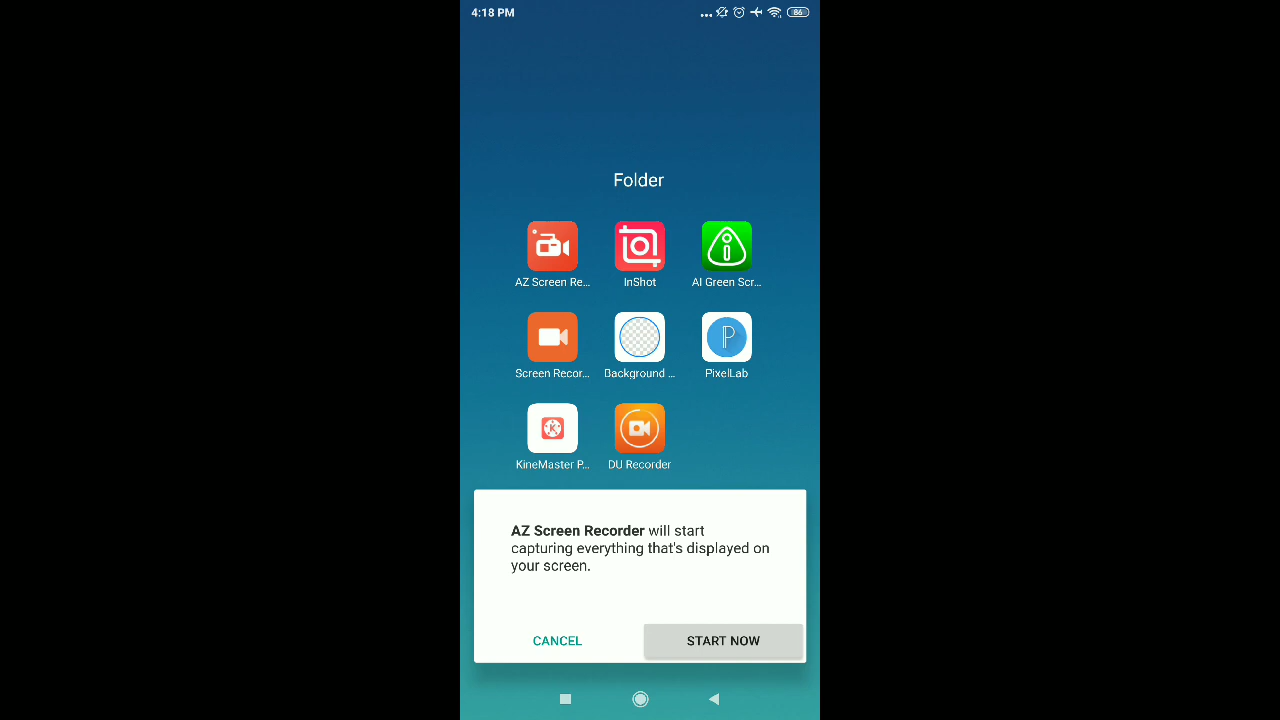 4:18 PM
86
Folder
AZ Screen Re...
InShot
AI Green Scr...
Screen Recor...
Background ...
PixelLab
KineMaster P...
DU Recorder
AZ Screen Recorder will start
capturing everything that's displayed on
your screen.
CANCEL
START NOW